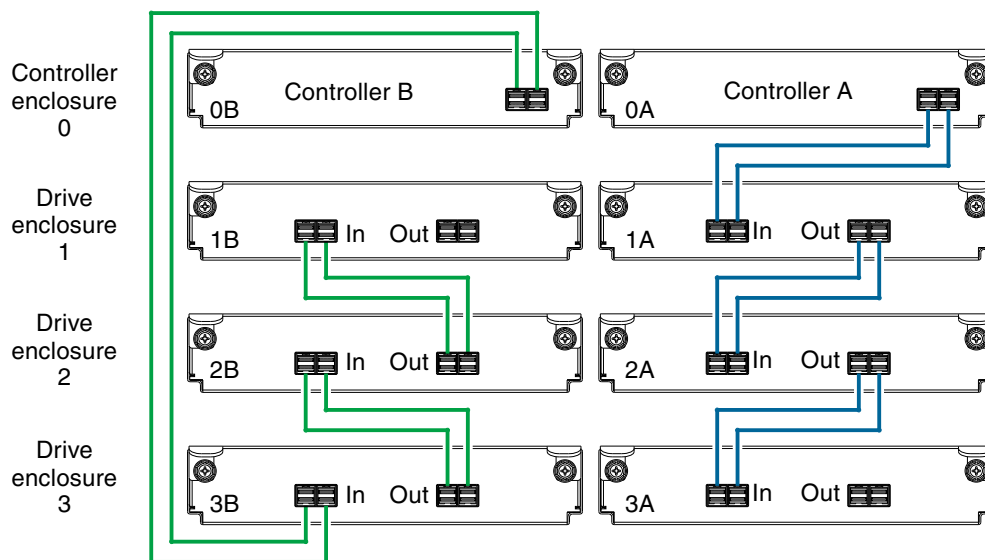 Controller
enclosure
0
Controller B
0B
Controller A
0A
Drive
enclosure
1
1B
In
Out
1A
In
Out
Drive
enclosure
2
2B
In
Out
2A
In
Out
Drive
enclosure
3
3B
In
Out
3A
In
Out